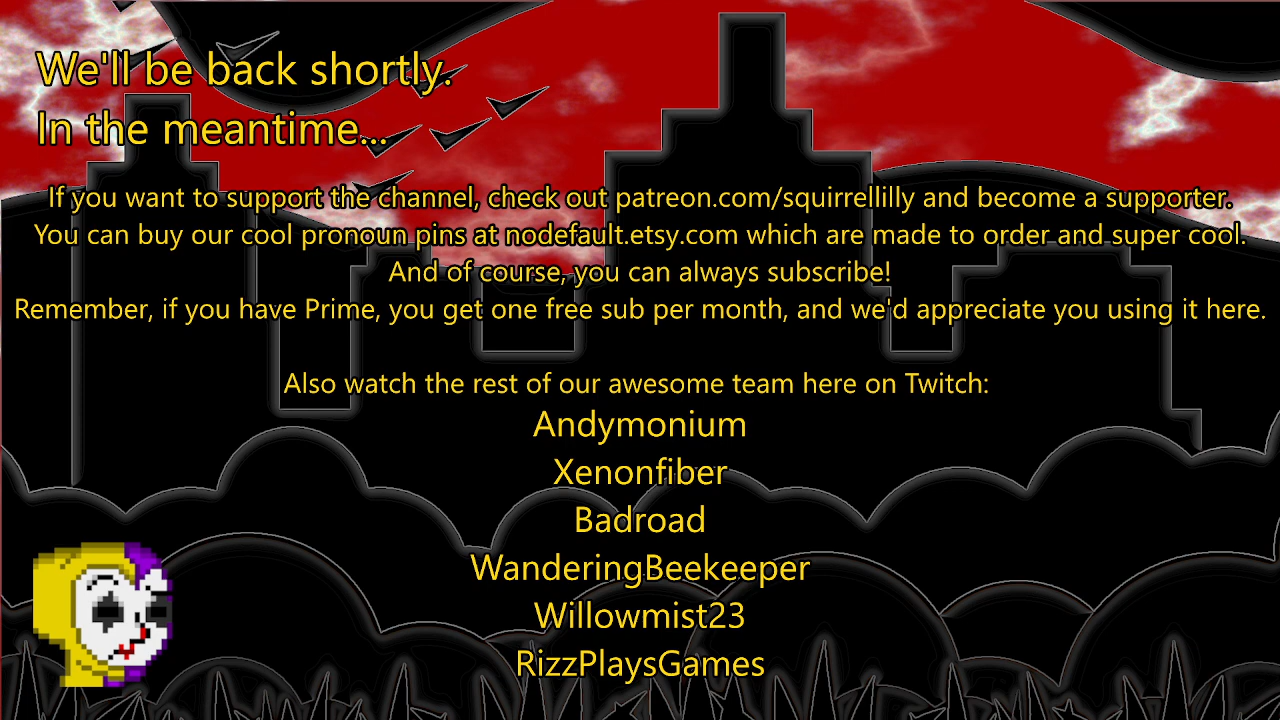 We'll be back shortly.
In the meantime...
If you want to support the channel, check out patreon.com/squirrellilly and become a supporter.
You can buy our cool pronoun pins at nodefault.etsy.com which are made to order and super cool.
And of course, you can always subscribe!
Remember, if you have Prime, you get one free sub per month, and we'd appreciate you using it here.
Also watch the rest of our awesome team here on Twitch:
Andymonium
Xenonfiber
Badroad
WanderingBeekeeper
Willowmist23
RizzPlaysGames